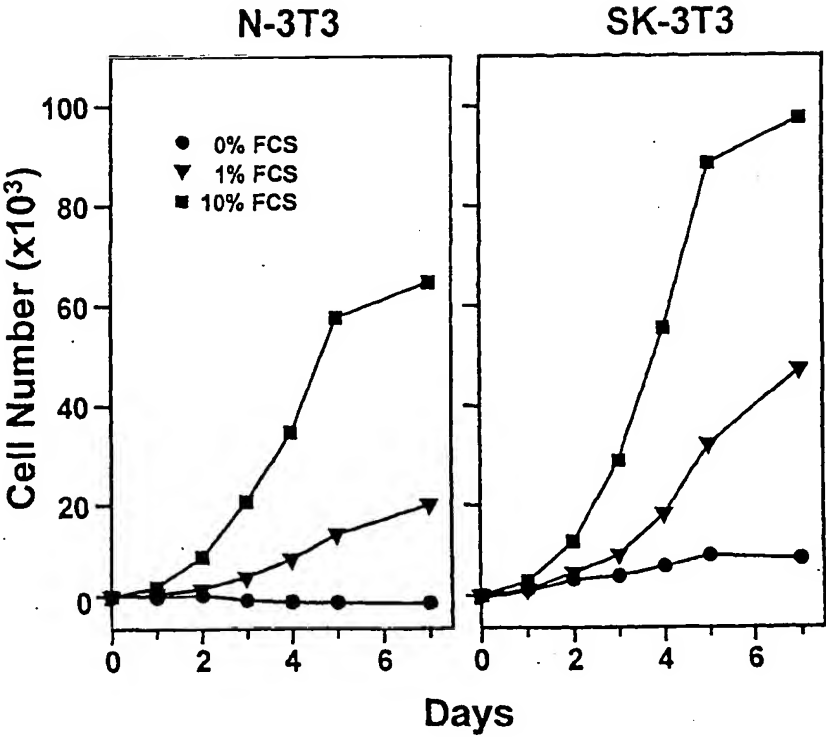 N-3T3
SK-3T3
Cell Number (x10³)
100
80
60
40
20
0
0% FCS
1% FCS
10% FCS
0 2 4 6
0 2 4 6
Days